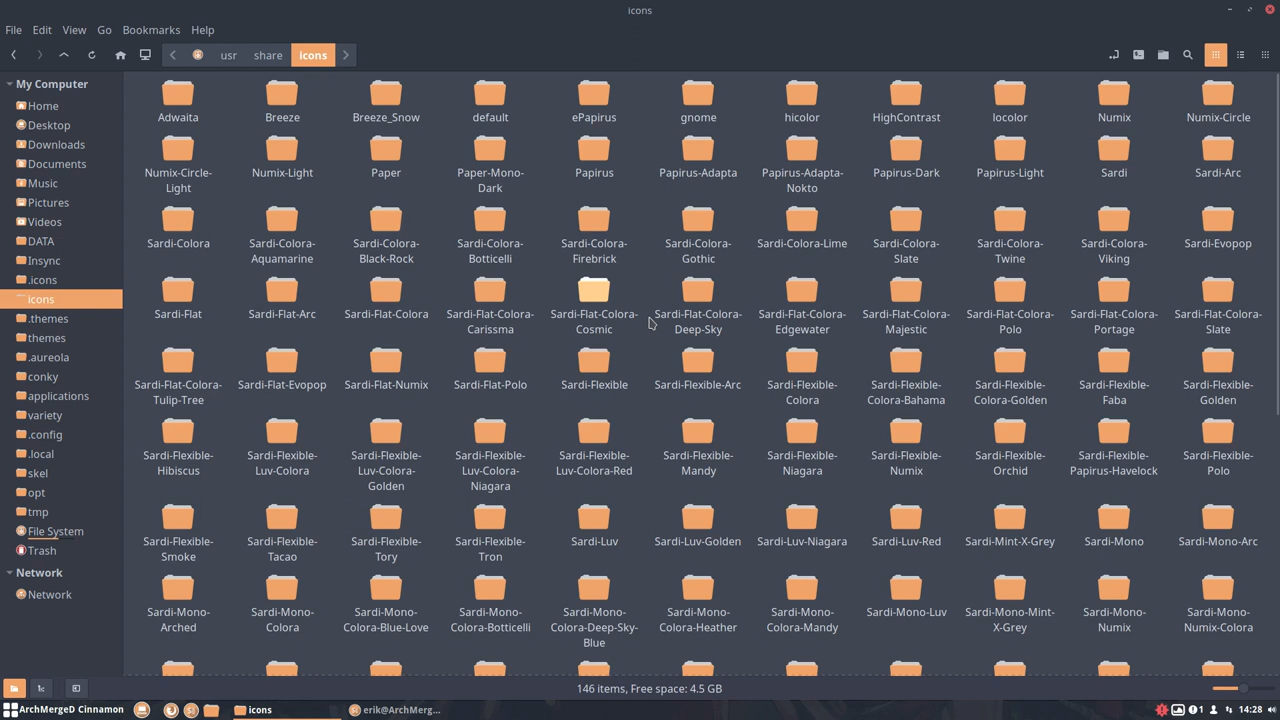 icons
File Edit View Go Bookmarks Help
usr share icons
My Computer
Home
Desktop
Downloads
Documents
Music
Pictures
Videos
DATA
Insync
.icons
icons
.themes
themes
.aureola
conky
applications
variety
.config
.local
skel
opt
tmp
File System
Trash
Network
Network
Adwaita Breeze Breeze_Snow default ePapirus gnome hicolor HighContrast locolor Numix Numix-Circle
Numix-Circle- Numix-Light Paper Paper-Mono- Papirus Papirus-Adapta Papirus-Adapta- Papirus-Dark Papirus-Light Sardi Sardi-Arc
Light Dark Nokto
Sardi-Colora Sardi-Colora- Sardi-Colora- Sardi-Colora- Sardi-Colora- Sardi-Colora- Sardi-Colora-Lime Sardi-Colora- Sardi-Colora- Sardi-Colora- Sardi-Evopop
Aquamarine Black-Rock Botticelli Firebrick Gothic Slate Twine Viking
Sardi-Flat Sardi-Flat-Arc Sardi-Flat-Colora Sardi-Flat-Colora- Sardi-Flat-Colora- Sardi-Flat-Colora- Sardi-Flat-Colora- Sardi-Flat-Colora- Sardi-Flat-Colora- Sardi-Flat-Colora- Sardi-Flat-Colora-
Carissma Cosmic Deep-Sky Edgewater Majestic Polo Portage Slate
Sardi-Flat-Colora- Sardi-Flat-Evopop Sardi-Flat-Numix Sardi-Flat-Polo Sardi-Flexible Sardi-Flexible-Arc Sardi-Flexible- Sardi-Flexible- Sardi-Flexible- Sardi-Flexible- Sardi-Flexible-
Tulip-Tree Colora Colora-Bahama Colora-Golden Faba Golden
Sardi-Flexible- Sardi-Flexible- Sardi-Flexible- Sardi-Flexible- Sardi-Flexible- Sardi-Flexible- Sardi-Flexible- Sardi-Flexible- Sardi-Flexible- Sardi-Flexible- Sardi-Flexible-
Hibiscus Luv-Colora Luv-Colora- Luv-Colora- Luv-Colora-Red Mandy Niagara Numix Orchid Papirus-Havelock Polo
Golden Niagara
Sardi-Flexible- Sardi-Flexible- Sardi-Flexible- Sardi-Flexible- Sardi-Luv Sardi-Luv-Golden Sardi-Luv-Niagara Sardi-Luv-Red Sardi-Mint-X-Grey Sardi-Mono Sardi-Mono-Arc
Smoke Tacao Tory Tron
Sardi-Mono- Sardi-Mono- Sardi-Mono- Sardi-Mono- Sardi-Mono- Sardi-Mono- Sardi-Mono- Sardi-Mono-Luv Sardi-Mono-Mint- Sardi-Mono- Sardi-Mono-
Arched Colora Colora-Blue-Love Colora-Botticelli Colora-Deep-Sky- Colora-Heather Colora-Mandy X-Grey Numix Numix-Colora
Blue
146 items, Free space: 4.5 GB
ArchMergeD Cinnamon icons erik@ArchMerg... 1 14:28